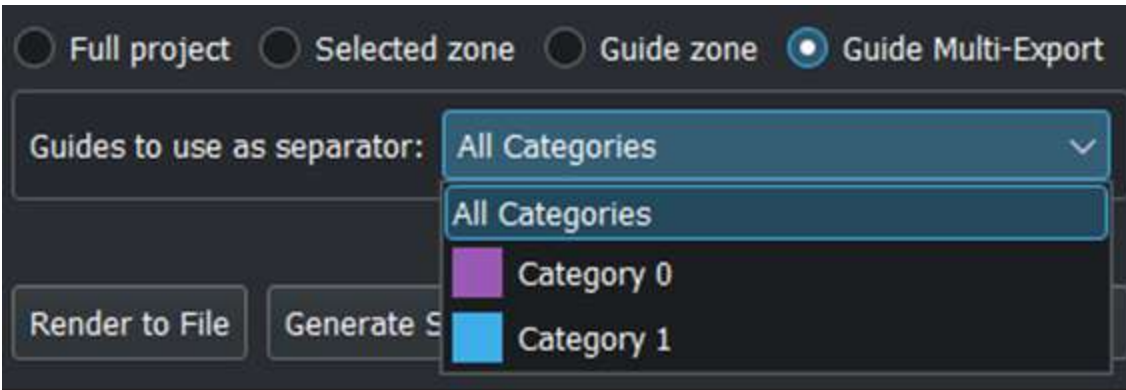 Full project Selected zone Guide zone Guide Multi-Export
Guides to use as separator: All Categories
All Categories
Category 0
Render to File Generate S
Category 1